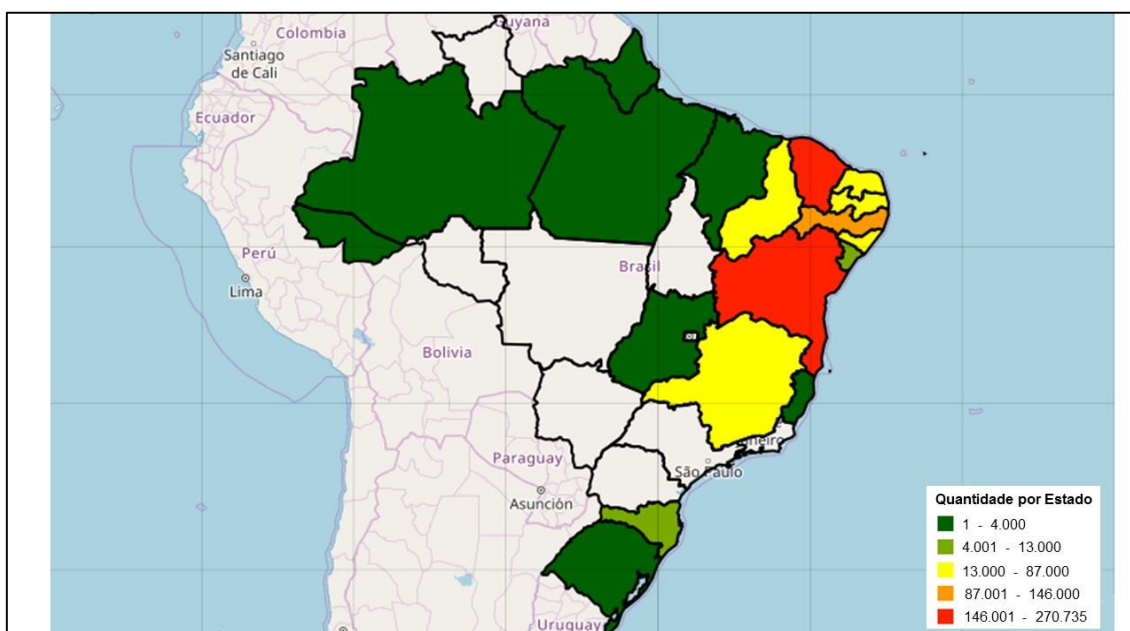 Guyana
Colombia
Santiago
de Cali
Ecuador
Perú
Lima
Brasil
Bolivia
Paraguay
Asunción
São Paulo
Uruguay
Quantidade por Estado
1 - 4.000
4.001 - 13.000
13.000 - 87.000
87.001 - 146.000
146.001 - 270.735